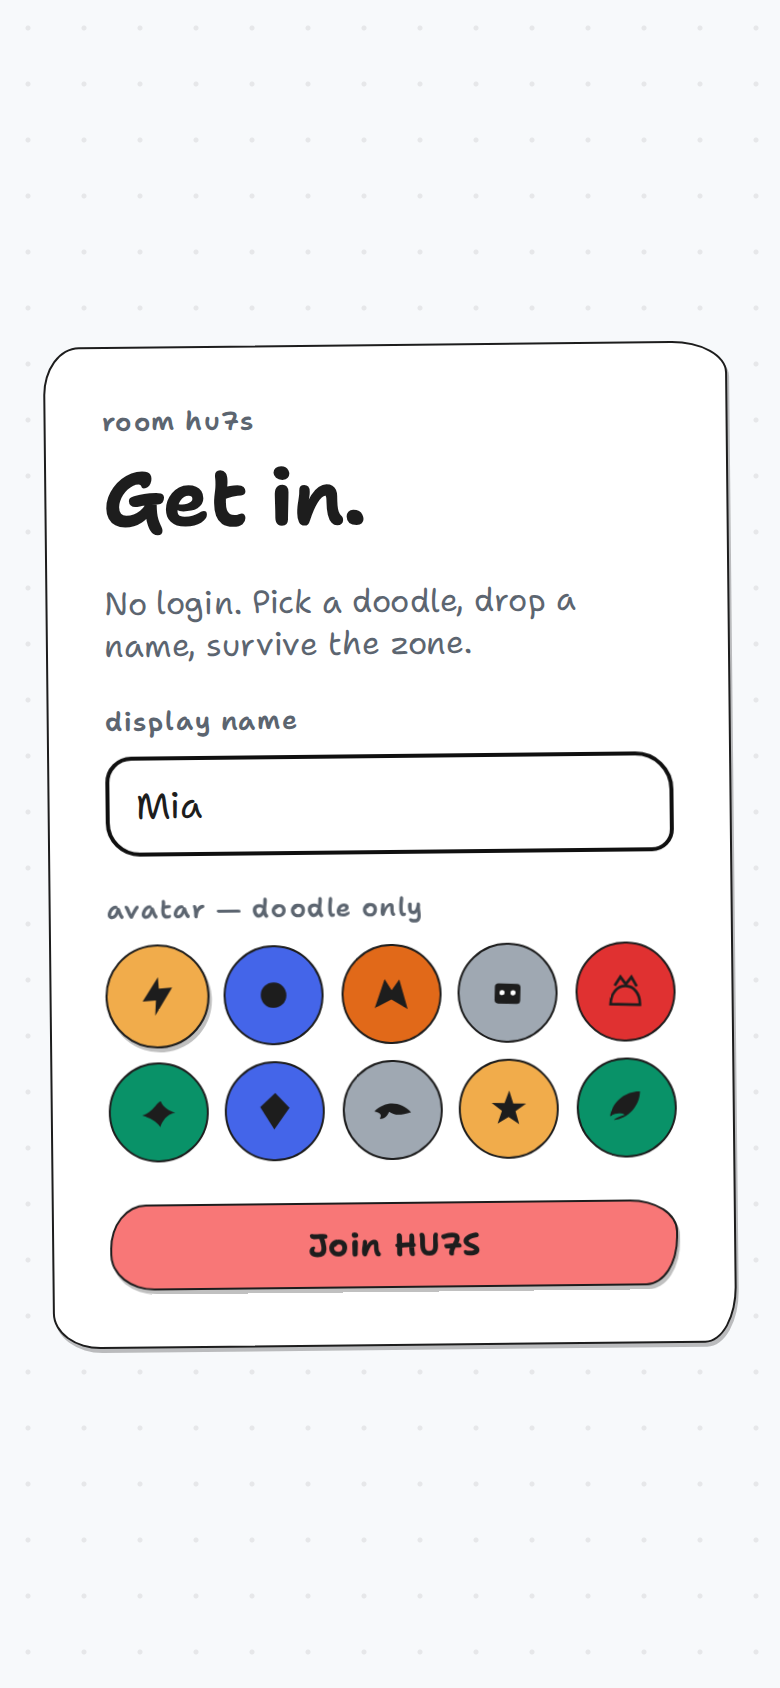 room hu7s
Get in.
No login. Pick a doodle, drop a
name, survive the zone.
display name
Mia
avatar — doodle only
Join HU7S